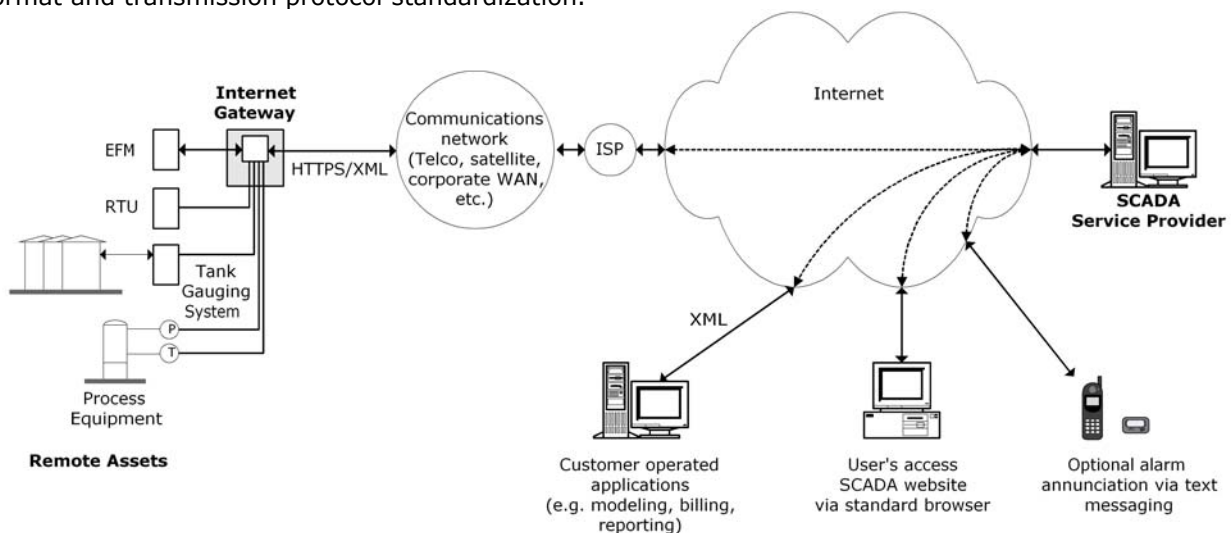 ormat and transmission protocol standardization.
Internet
Gateway
EFM
RTU
HTTPS/XML
Tank
Gauging
System
P
T
Process
Equipment
Remote Assets
Communications
network
(Telco, satellite,
corporate WAN,
etc.)
ISP
Internet
SCADA
Service Provider
XML
Customer operated
applications
(e.g. modeling, billing,
reporting)
User's access
SCADA website
via standard browser
Optional alarm
annunciation via text
messaging